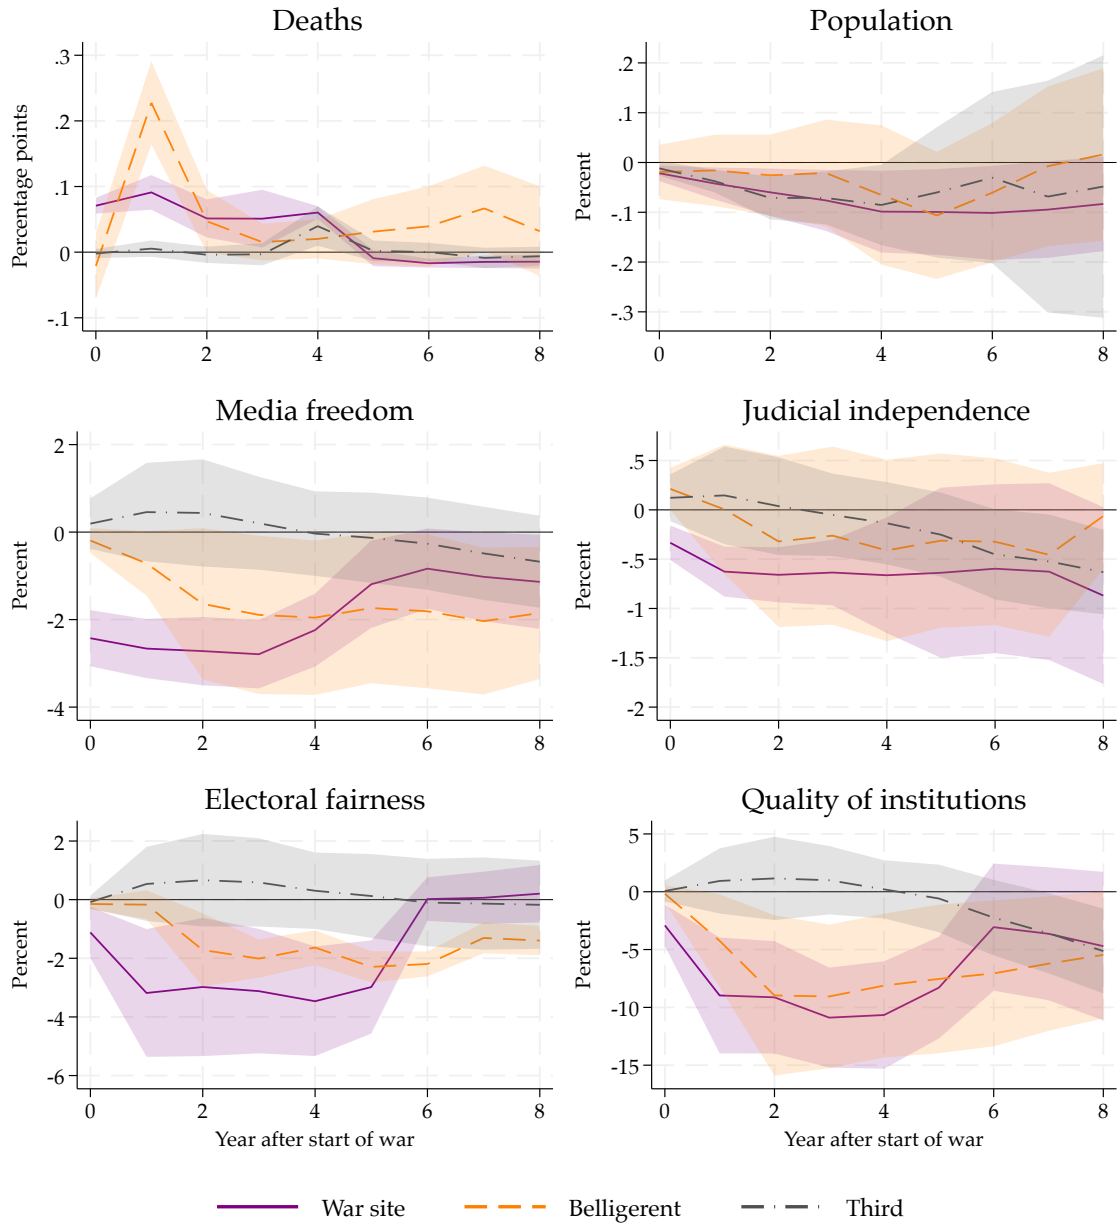 Deaths
Percentage points
.3
.2
.1
0
-.1
0 2 4 6 8
Population
Percent
.2
.1
0
-.1
-.2
-.3
0 2 4 6 8
Media freedom
Percent
2
0
-2
-4
0 2 4 6 8
Judicial independence
Percent
.5
0
-.5
-1
-1.5
-2
0 2 4 6 8
Electoral fairness
Percent
2
0
-2
-4
-6
0 2 4 6 8
Year after start of war
Quality of institutions
Percent
5
0
-5
-10
-15
0 2 4 6 8
Year after start of war
War site Belligerent Third